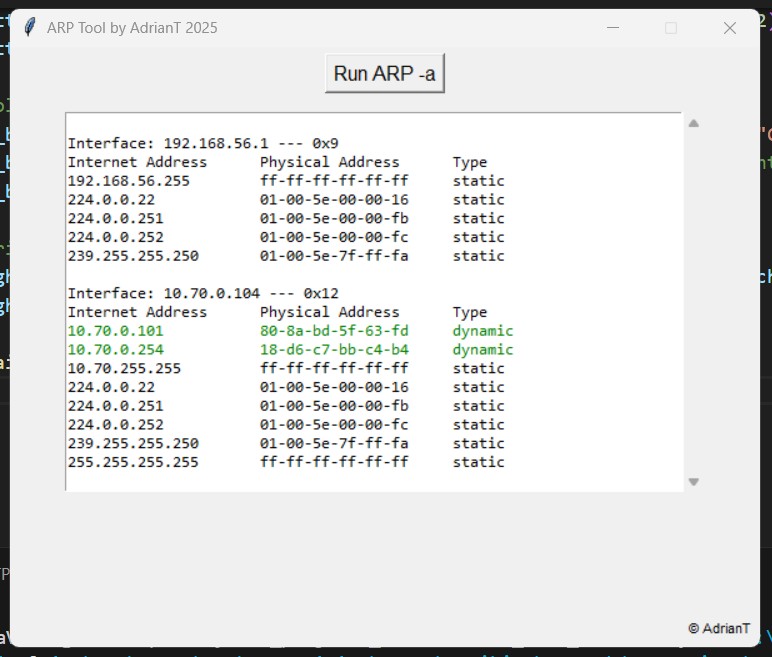 ARP Tool by AdrianT 2025
Run ARP -a
Interface: 192.168.56.1 --- 0x9
Internet Address Physical Address Type
192.168.56.255 ff-ff-ff-ff-ff-ff static
224.0.0.22 01-00-5e-00-00-16 static
224.0.0.251 01-00-5e-00-00-fb static
224.0.0.252 01-00-5e-00-00-fc static
239.255.255.250 01-00-5e-7f-ff-fa static
Interface: 10.70.0.104 --- 0x12
Internet Address Physical Address Type
10.70.0.101 80-8a-bd-5f-63-fd dynamic
10.70.0.254 18-d6-c7-bb-c4-b4 dynamic
10.70.255.255 ff-ff-ff-ff-ff-ff static
224.0.0.22 01-00-5e-00-00-16 static
224.0.0.251 01-00-5e-00-00-fb static
224.0.0.252 01-00-5e-00-00-fc static
239.255.255.250 01-00-5e-7f-ff-fa static
255.255.255.255 ff-ff-ff-ff-ff-ff static
© AdrianT